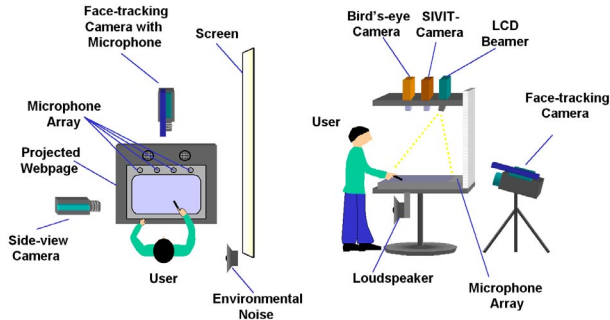 Face-tracking
Camera with
Microphone
Screen
Microphone
Array
Projected
Webpage
Side-view
Camera
User
Environmental
Noise
Bird's-eye
Camera
SIVIT-
Camera
LCD
Beamer
User
Face-tracking
Camera
Loudspeaker
Microphone
Array